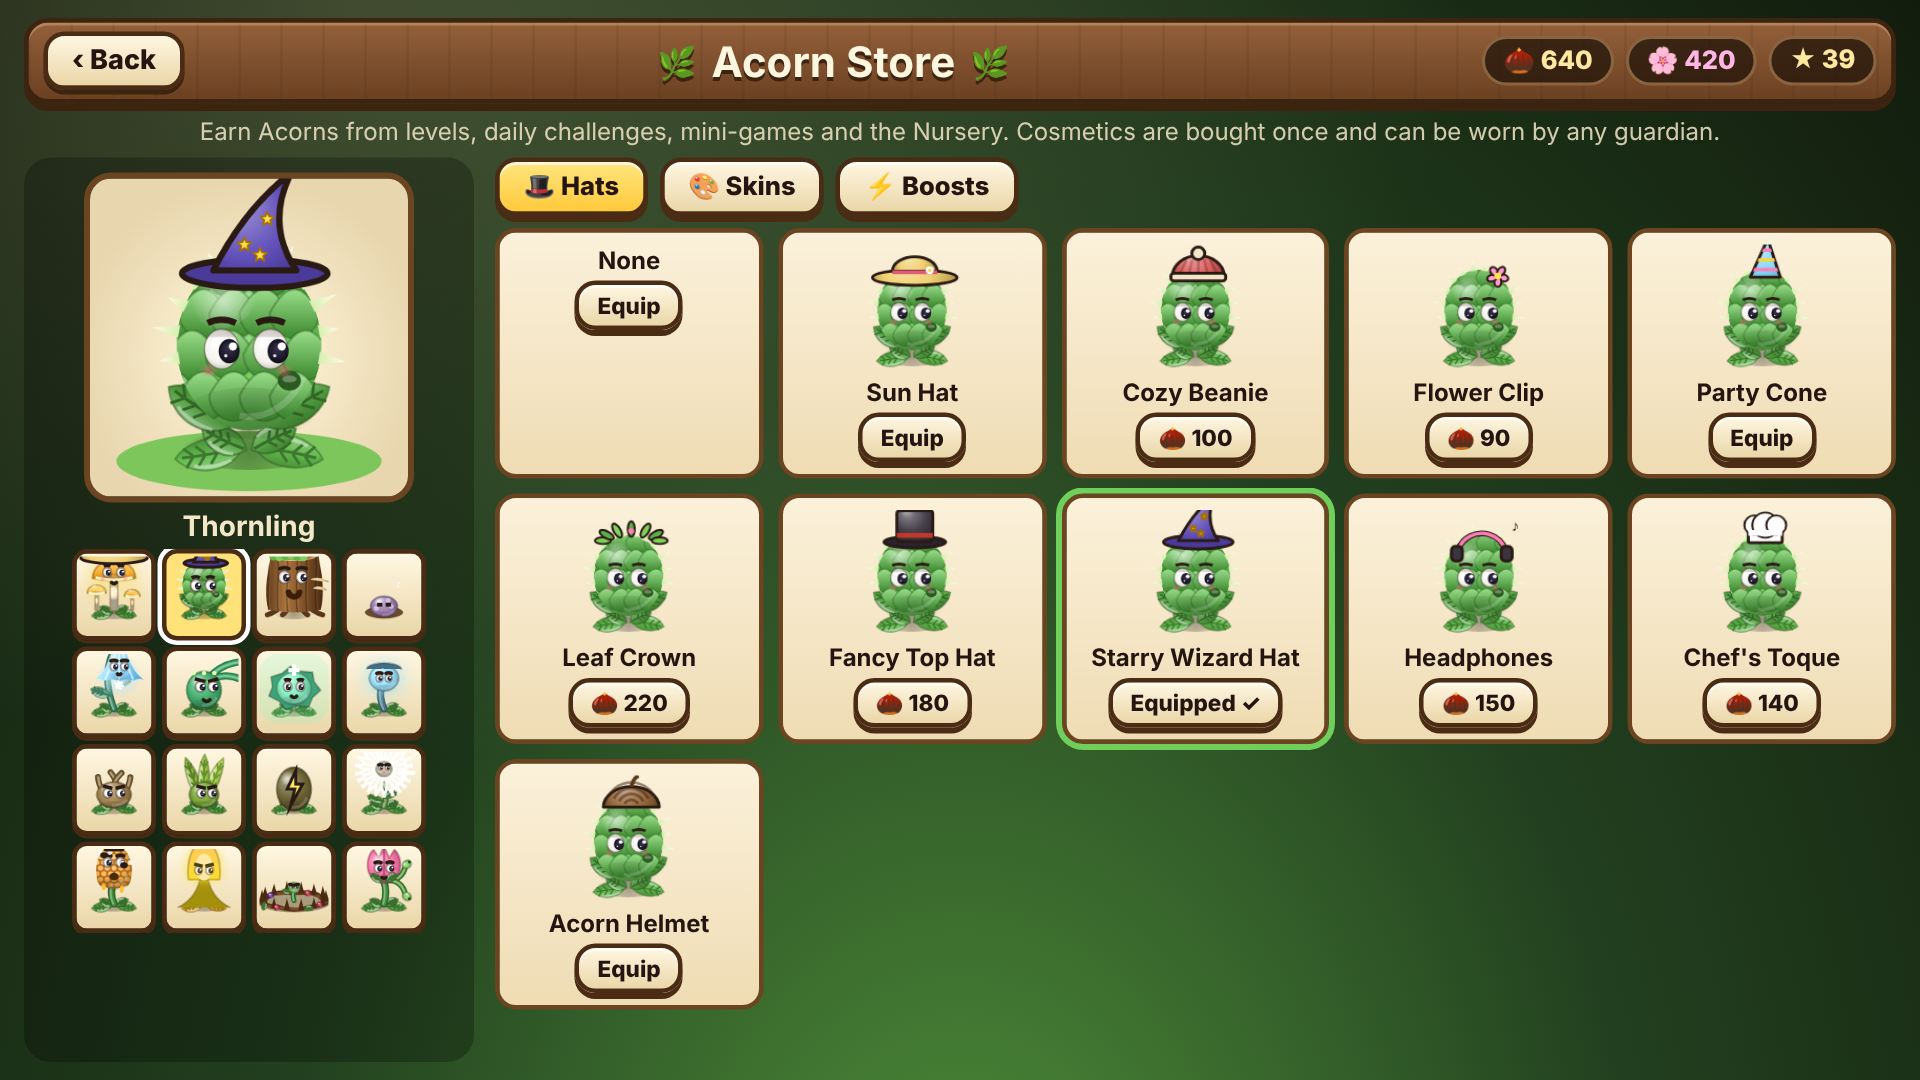 ‹ Back
🌿 Acorn Store 🌿
640
420
★ 39
Earn Acorns from levels, daily challenges, mini-games and the Nursery. Cosmetics are bought once and can be worn by any guardian.
Hats
Skins
Boosts
Thornling
None
Equip
Sun Hat
Equip
Cozy Beanie
100
Flower Clip
90
Party Cone
Equip
Leaf Crown
220
Fancy Top Hat
180
Starry Wizard Hat
Equipped ✓
Headphones
150
Chef's Toque
140
Acorn Helmet
Equip